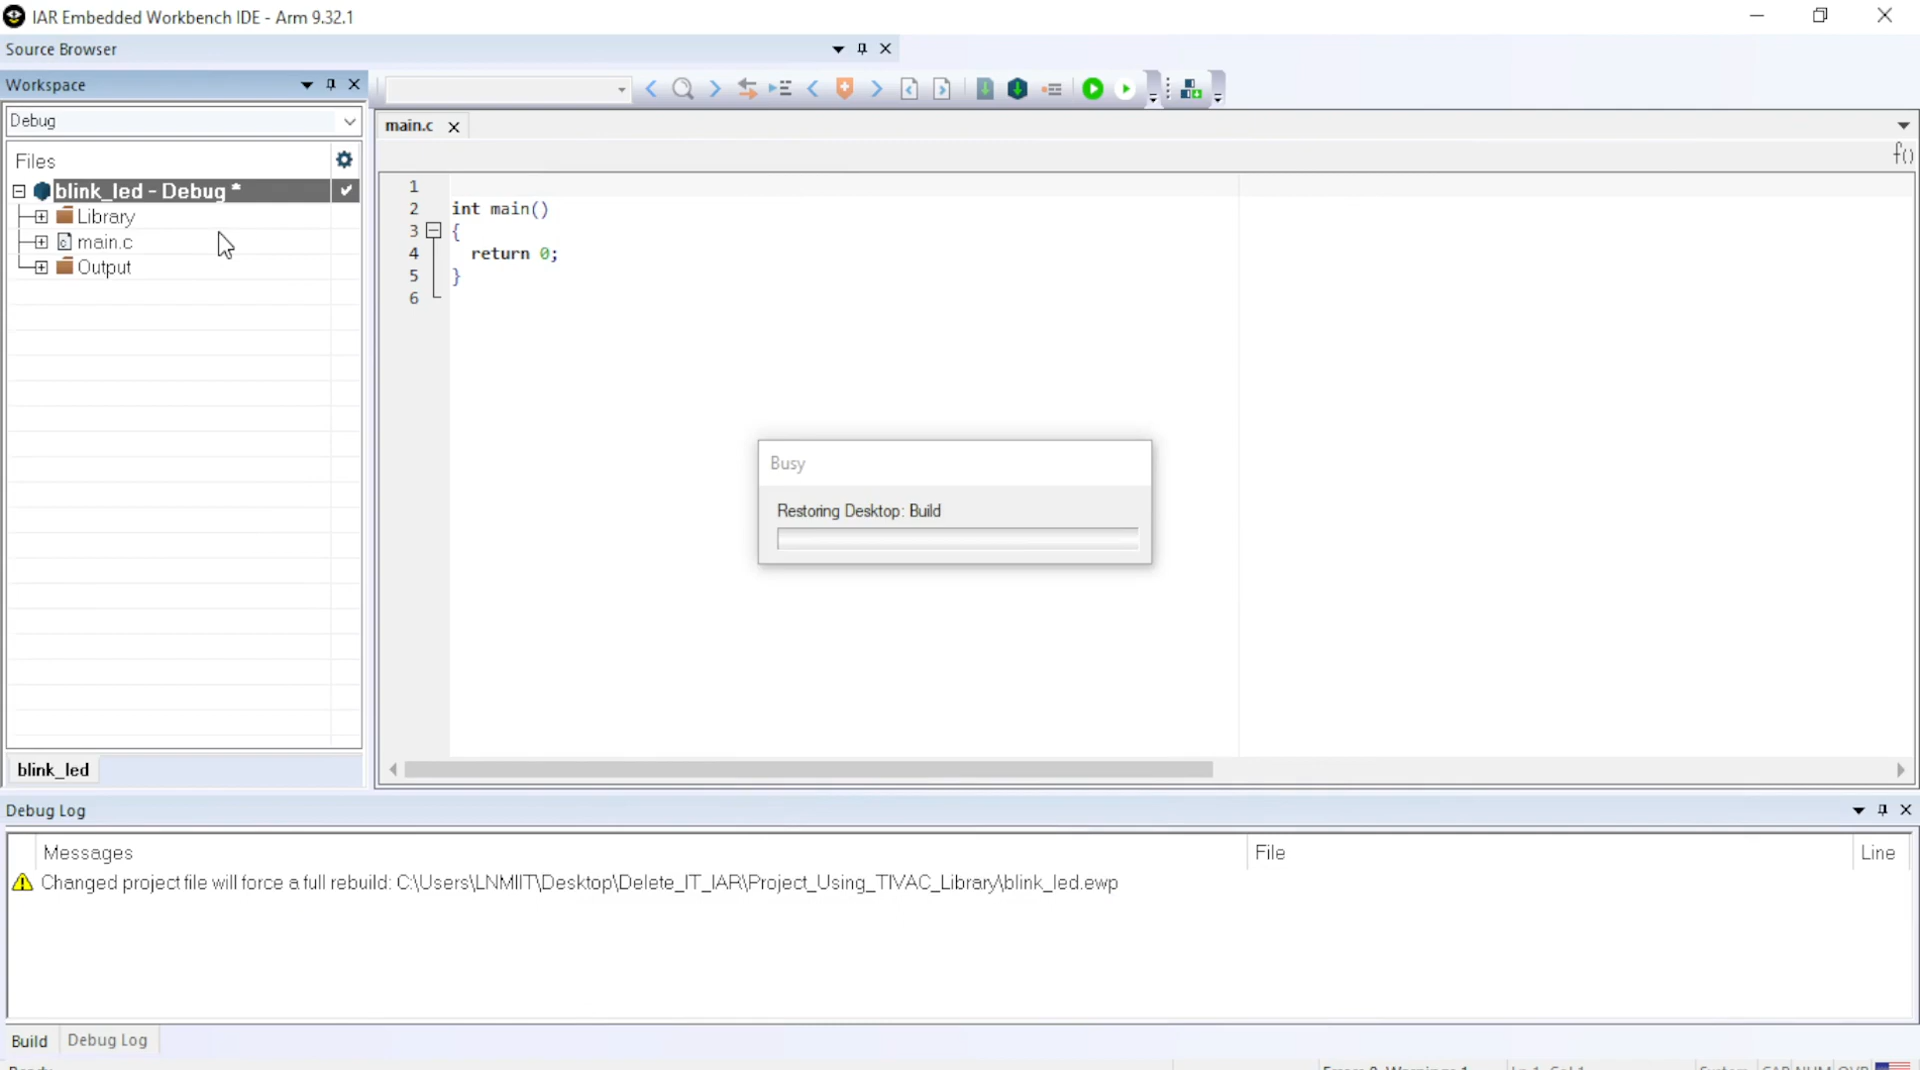 IAR Embedded Workbench IDE - Arm 9.32.1
Source Browser
Workspace
Debug
Files
blink_led - Debug *
Library
main.c
Output
blink_led
main.c
f()
1
2 int main()
3 {
4 return 0;
5 }
6
Busy
Restoring Desktop: Build
Debug Log
Messages File Line
Changed project file will force a full rebuild: C:\Users\LNMIIT\Desktop\Delete_IT_IAR\Project_Using_TIVAC_Library\blink_led.ewp
Build Debug Log